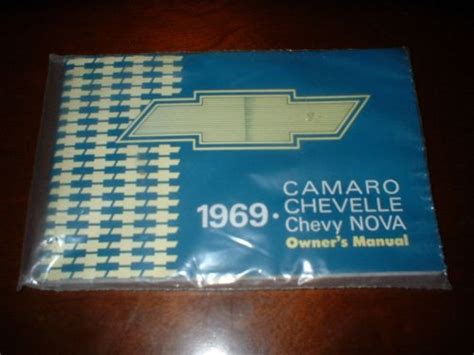 CAMARO
1969 • CHEVELLE
Chevy NOVA
Owner's Manual